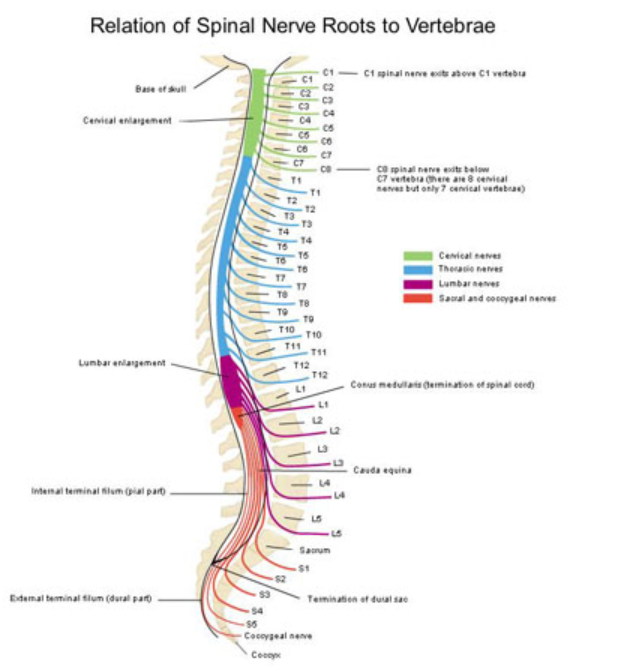 Relation of Spinal Nerve Roots to Vertebrae
C1
C1 spinal nerve exits above C1 vertebra
C1
Base of skull
C2
C2
C3
C3
C4
Cervical enlargement
C4
C5
C5
C6
C6
C7
C7
C8
C8 spinal nerve exits below
C7 vertebra (there are 8 cervical
nerves but only 7 cervical vertebrae)
T1
T1
T2
T2
T3
T3
T4
T4
T5
T5
T6
T6
T7
T7
T8
T8
T9
T9
T10
T10
T11
T11
T12
T12
Cervical nerves
Thoracic nerves
Lumbar nerves
Sacral and coccygeal nerves
Lumbar enlargement
Conus medullaris (termination of spinal cord)
L1
L1
L2
L2
L3
L3
Cauda equina
L4
Internal terminal filum (pial part)
L4
L5
L5
Sacrum
S1
S2
S3
External terminal filum (dural part)
Termination of dural sac
S4
S5
Coccygeal nerve
Coccyx